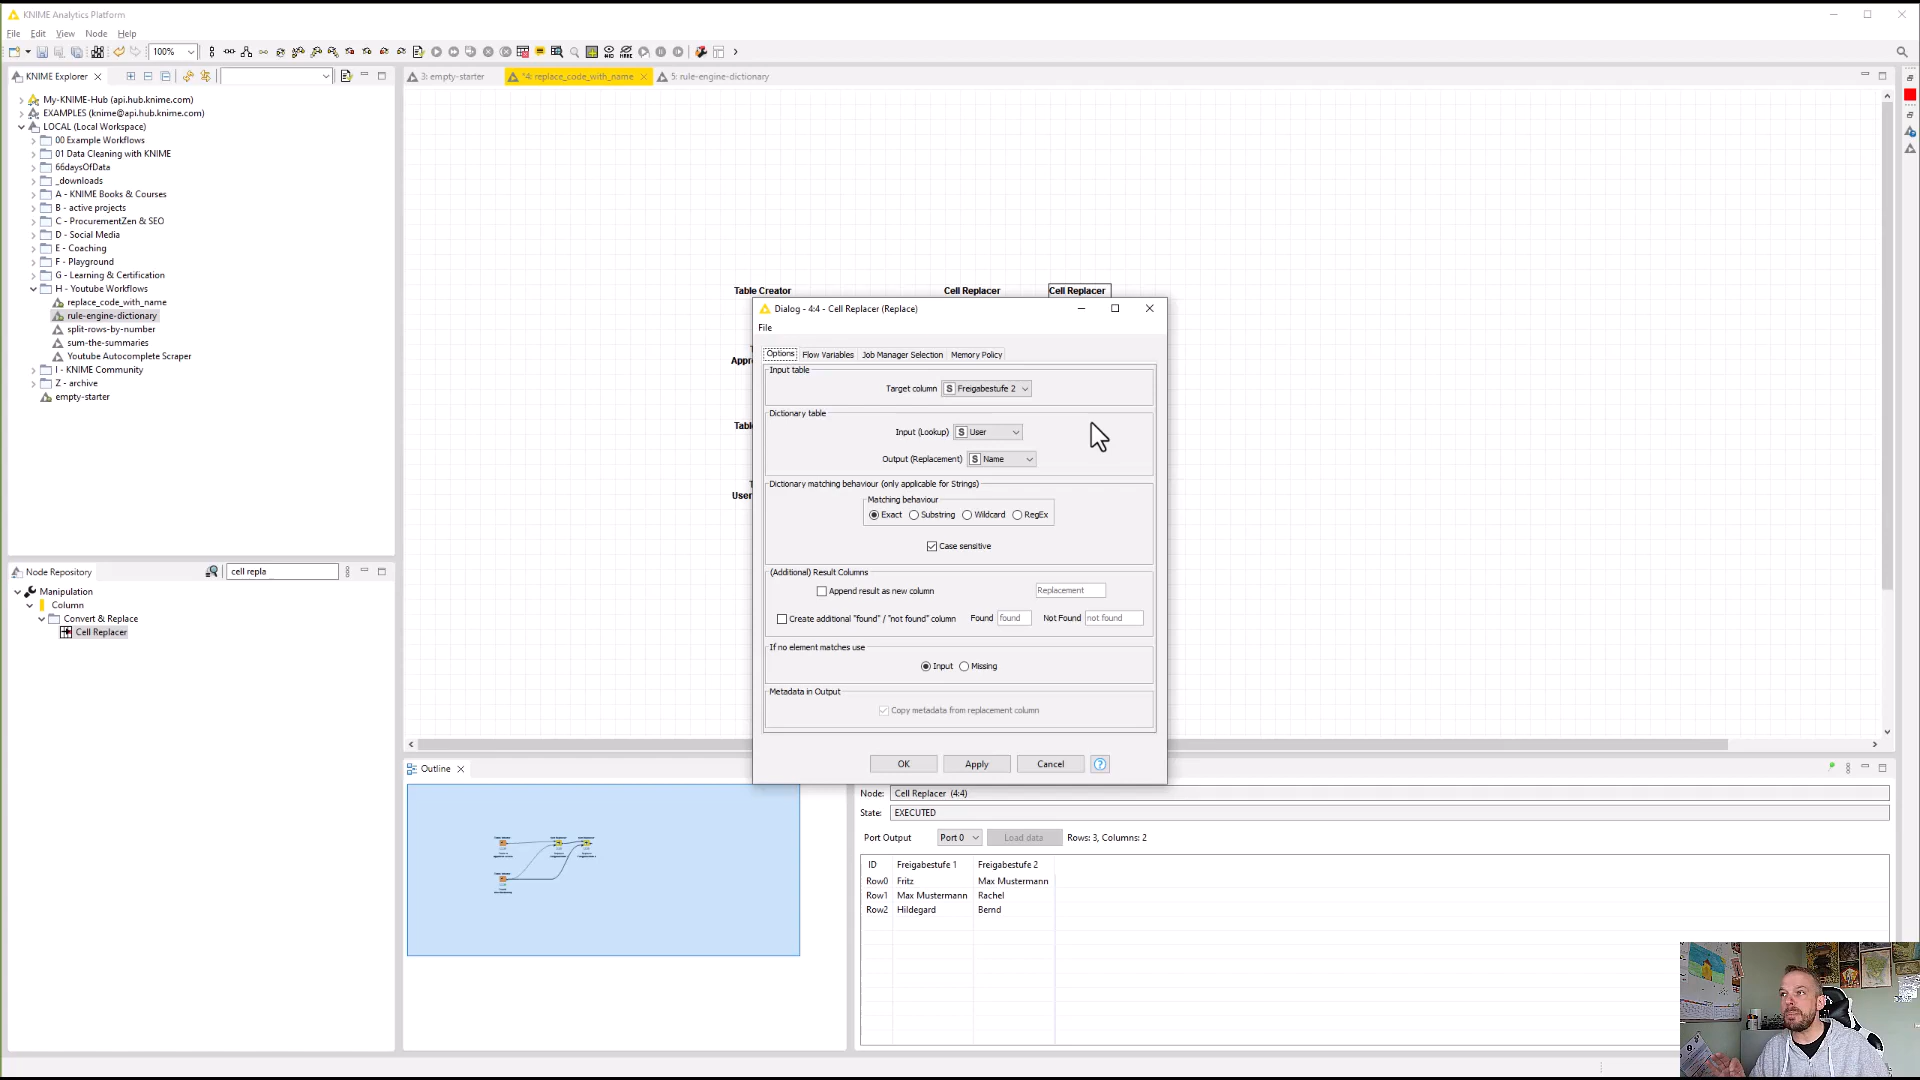 KNIME Analytics Platform
File Edit View Node Help
100%
KNIME Explorer
3: empty-starter
*4: replace_code_with_name
5: rule-engine-dictionary
My-KNIME-Hub (api.hub.knime.com)
EXAMPLES (knime@api.hub.knime.com)
LOCAL (Local Workspace)
00 Example Workflows
01 Data Cleaning with KNIME
66daysOfData
_downloads
A - KNIME Books & Courses
B - active projects
C - ProcurementZen & SEO
D - Social Media
E - Coaching
F - Playground
G - Learning & Certification
H - Youtube Workflows
replace_code_with_name
rule-engine-dictionary
split-rows-by-number
sum-the-summaries
Youtube Autocomplete Scraper
I - KNIME Community
Z - archive
empty-starter
Node Repository
cell repla
Manipulation
Column
Convert & Replace
Cell Replacer
Table Creator
Cell Replacer
Cell Replacer
Appr
Tabl
User
Dialog - 4:4 - Cell Replacer (Replace)
File
Options Flow Variables Job Manager Selection Memory Policy
Input table
Target column S Freigabestufe 2
Dictionary table
Input (Lookup) S User
Output (Replacement) S Name
Dictionary matching behaviour (only applicable for Strings)
Matching behaviour
Exact Substring Wildcard RegEx
Case sensitive
(Additional) Result Columns
Append result as new column Replacement
Create additional "found" / "not found" column Found found Not Found not found
If no element matches use
Input Missing
Metadata in Output
Copy metadata from replacement column
OK Apply Cancel ?
Outline
Node: Cell Replacer (4:4)
State: EXECUTED
Port Output Port 0 Load data Rows: 3, Columns: 2
ID Freigabestufe 1 Freigabestufe 2
Row0 Fritz Max Mustermann
Row1 Max Mustermann Rachel
Row2 Hildegard Bernd